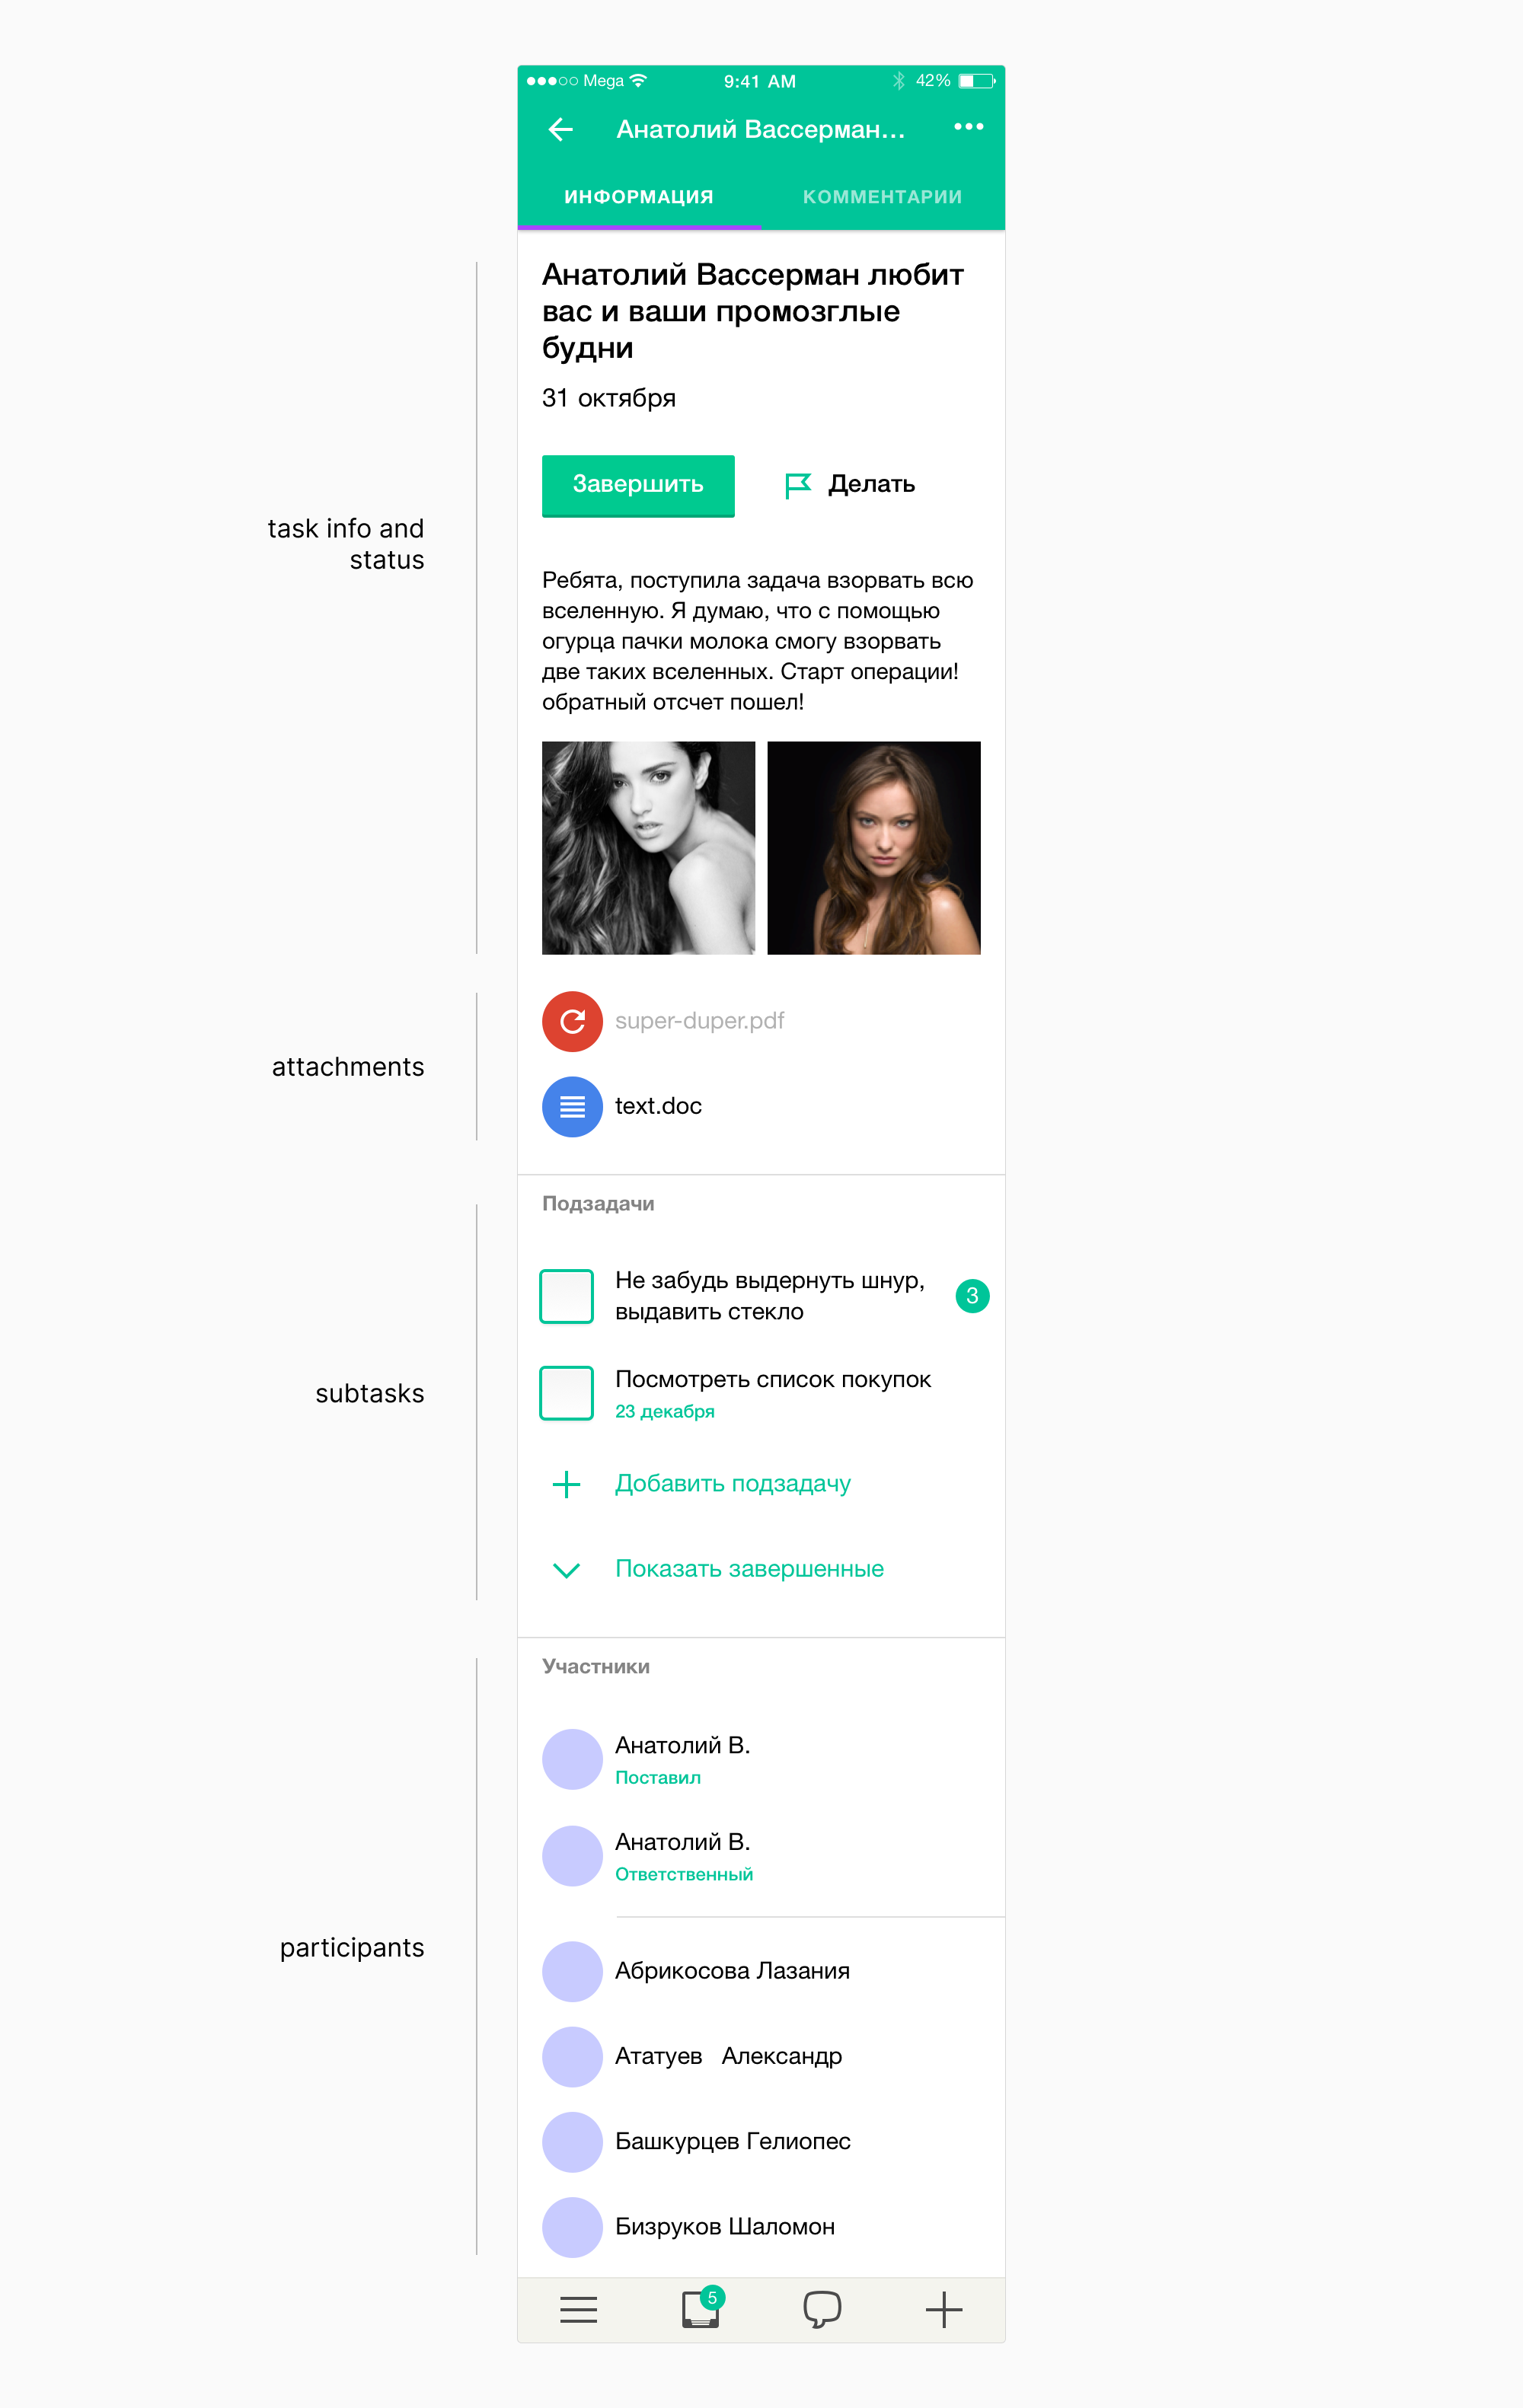 Mega 9:41 AM 42%
Анатолий Вассерман...
ИНФОРМАЦИЯ КОММЕНТАРИИ
Анатолий Вассерман любит
вас и ваши промозглые
будни
31 октября
Завершить Делать
task info and
status
Ребята, поступила задача взорвать всю
вселенную. Я думаю, что с помощью
огурца пачки молока смогу взорвать
две таких вселенных. Старт операции!
обратный отсчет пошел!
super-duper.pdf
attachments
text.doc
Подзадачи
Не забудь выдернуть шнур,
выдавить стекло
3
Посмотреть список покупок
23 декабря
subtasks
Добавить подзадачу
Показать завершенные
Участники
Анатолий В.
Поставил
Анатолий В.
Ответственный
participants
Абрикосова Лазания
Ататуев Александр
Башкурцев Гелиопес
Бизруков Шаломон
5